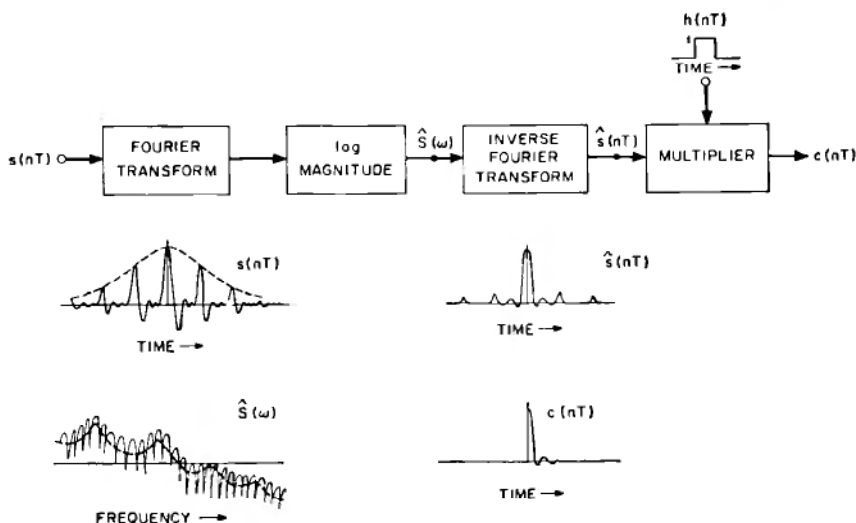 h(nT)
1
TIME →
s(nT)
FOURIER
TRANSFORM
log
MAGNITUDE
Ŝ(ω)
INVERSE
FOURIER
TRANSFORM
ŝ(nT)
MULTIPLIER
c(nT)
s(nT)
TIME →
ŝ(nT)
TIME →
Ŝ(ω)
FREQUENCY →
c(nT)
TIME →